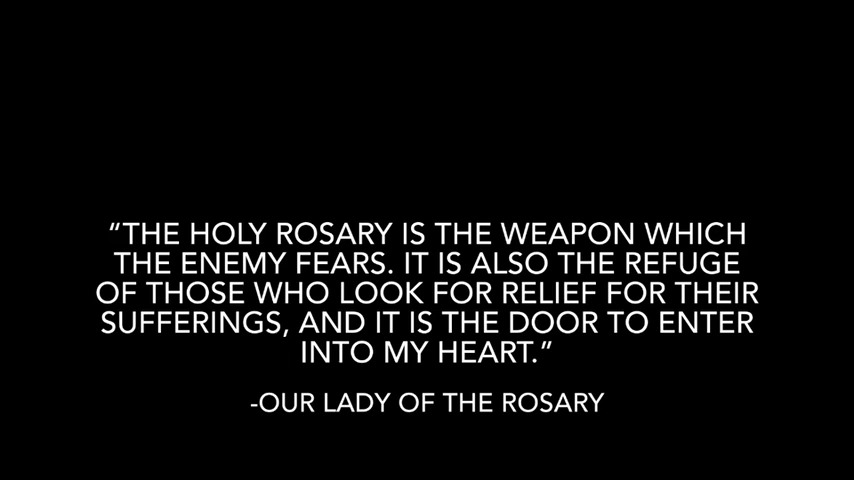 “THE HOLY ROSARY IS THE WEAPON WHICH
THE ENEMY FEARS. IT IS ALSO THE REFUGE
OF THOSE WHO LOOK FOR RELIEF FOR THEIR
SUFFERINGS, AND IT IS THE DOOR TO ENTER
INTO MY HEART.”
-OUR LADY OF THE ROSARY